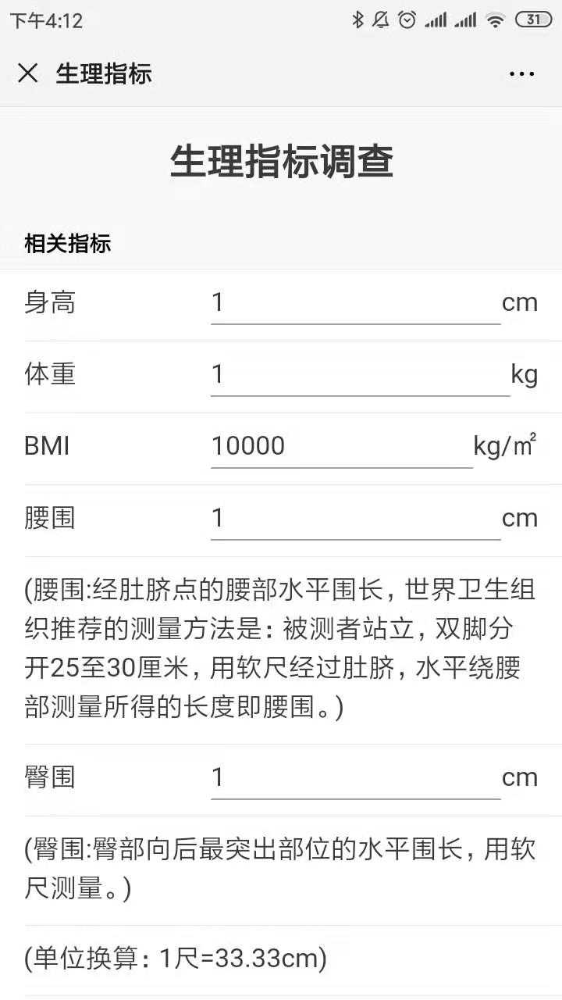 下午4:12
31
生理指标
生理指标调查
相关指标
身高 1 cm
体重 1 kg
BMI 10000 kg/㎡
腰围 1 cm
(腰围:经肚脐点的腰部水平围长，世界卫生组
织推荐的测量方法是：被测者站立，双脚分
开25至30厘米，用软尺经过肚脐，水平绕腰
部测量所得的长度即腰围。)
臀围 1 cm
(臀围:臀部向后最突出部位的水平围长，用软
尺测量。)
(单位换算：1尺=33.33cm)